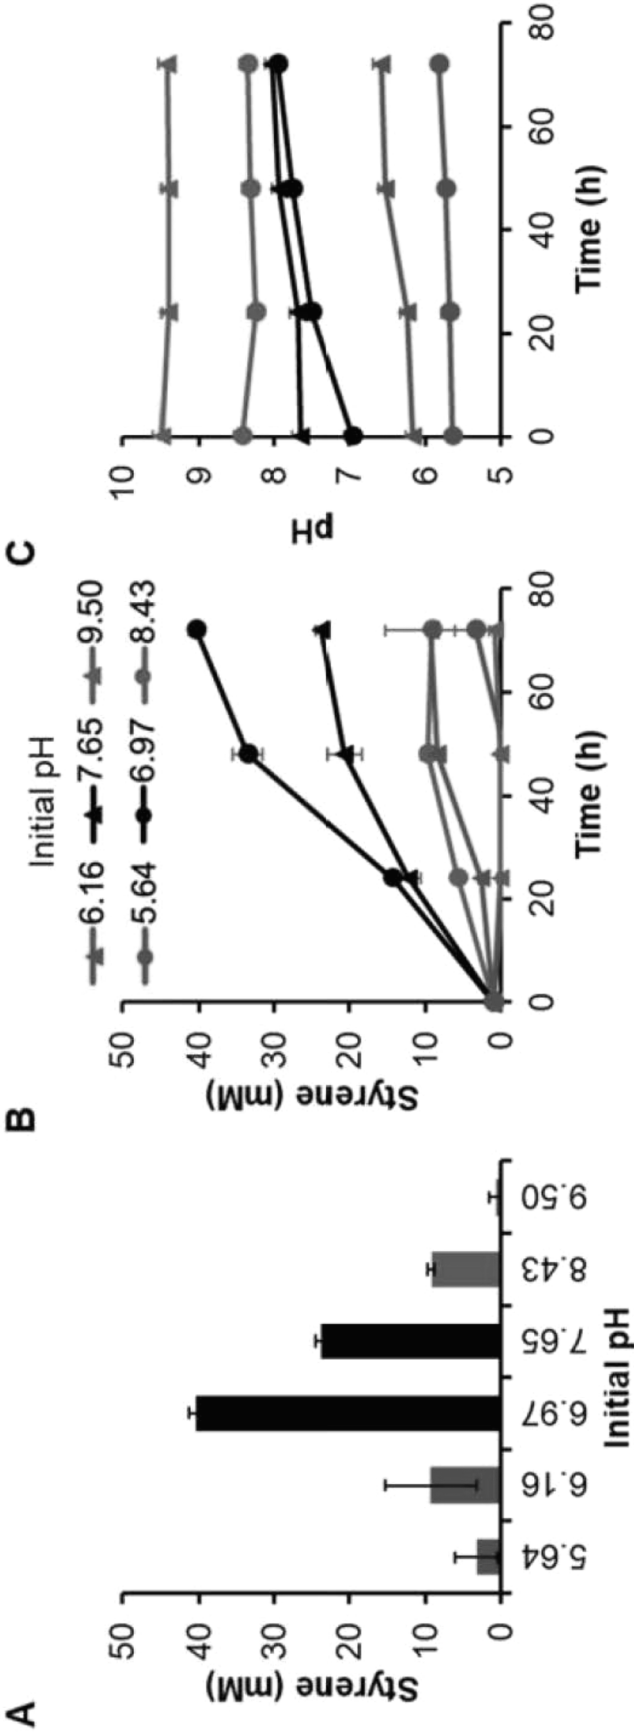 A
Styrene (mM)
50
40
30
20
10
0
5.64
6.16
6.97
7.65
8.43
9.50
Initial pH
B
Initial pH
6.16 7.65 9.50
5.64 6.97 8.43
Styrene (mM)
50
40
30
20
10
0
0 20 40 60 80
Time (h)
C
pH
10
9
8
7
6
5
0 20 40 60 80
Time (h)